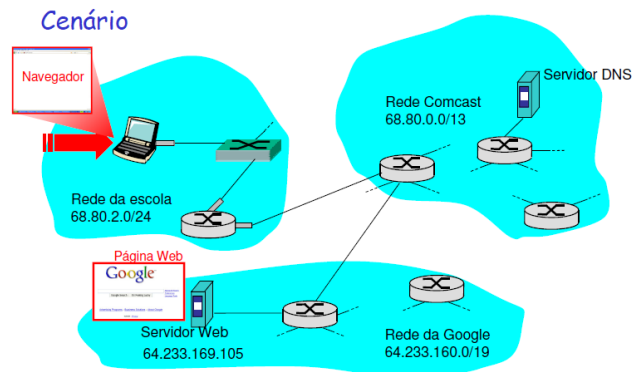 Cenário
Navegador
Servidor DNS
Rede Comcast
68.80.0.0/13
Rede da escola
68.80.2.0/24
Página Web
Google
Servidor Web
64.233.169.105
Rede da Google
64.233.160.0/19